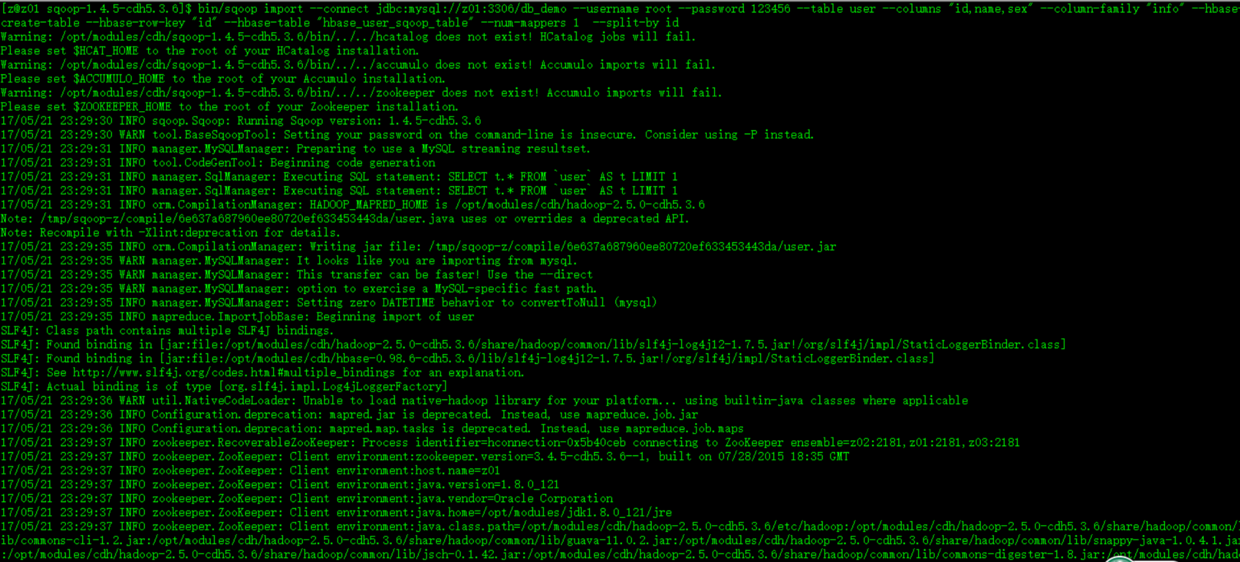 [z@z01 sqoop-1.4.5-cdh5.3.6]$ bin/sqoop import --connect jdbc:mysql://z01:3306/db_demo --username root --password 123456 --table user --columns "id,name,sex" --column-family "info" --hbase-
create-table --hbase-row-key "id" --hbase-table "hbase_user_sqoop_table" --num-mappers 1  --split-by id
Warning: /opt/modules/cdh/sqoop-1.4.5-cdh5.3.6/bin/../../hcatalog does not exist! HCatalog jobs will fail.
Please set $HCAT_HOME to the root of your HCatalog installation.
Warning: /opt/modules/cdh/sqoop-1.4.5-cdh5.3.6/bin/../../accumulo does not exist! Accumulo imports will fail.
Please set $ACCUMULO_HOME to the root of your Accumulo installation.
Warning: /opt/modules/cdh/sqoop-1.4.5-cdh5.3.6/bin/../../zookeeper does not exist! Accumulo imports will fail.
Please set $ZOOKEEPER_HOME to the root of your Zookeeper installation.
17/05/21 23:29:30 INFO sqoop.Sqoop: Running Sqoop version: 1.4.5-cdh5.3.6
17/05/21 23:29:30 WARN tool.BaseSqoopTool: Setting your password on the command-line is insecure. Consider using -P instead.
17/05/21 23:29:31 INFO manager.MySQLManager: Preparing to use a MySQL streaming resultset.
17/05/21 23:29:31 INFO tool.CodeGenTool: Beginning code generation
17/05/21 23:29:31 INFO manager.SqlManager: Executing SQL statement: SELECT t.* FROM `user` AS t LIMIT 1
17/05/21 23:29:31 INFO manager.SqlManager: Executing SQL statement: SELECT t.* FROM `user` AS t LIMIT 1
17/05/21 23:29:31 INFO orm.CompilationManager: HADOOP_MAPRED_HOME is /opt/modules/cdh/hadoop-2.5.0-cdh5.3.6
Note: /tmp/sqoop-z/compile/6e637a687960ee80720ef633453443da/user.java uses or overrides a deprecated API.
Note: Recompile with -Xlint:deprecation for details.
17/05/21 23:29:35 INFO orm.CompilationManager: Writing jar file: /tmp/sqoop-z/compile/6e637a687960ee80720ef633453443da/user.jar
17/05/21 23:29:35 WARN manager.MySQLManager: It looks like you are importing from mysql.
17/05/21 23:29:35 WARN manager.MySQLManager: This transfer can be faster! Use the --direct
17/05/21 23:29:35 WARN manager.MySQLManager: option to exercise a MySQL-specific fast path.
17/05/21 23:29:35 INFO manager.MySQLManager: Setting zero DATETIME behavior to convertToNull (mysql)
17/05/21 23:29:35 INFO mapreduce.ImportJobBase: Beginning import of user
SLF4J: Class path contains multiple SLF4J bindings.
SLF4J: Found binding in [jar:file:/opt/modules/cdh/hadoop-2.5.0-cdh5.3.6/share/hadoop/common/lib/slf4j-log4j12-1.7.5.jar!/org/slf4j/impl/StaticLoggerBinder.class]
SLF4J: Found binding in [jar:file:/opt/modules/cdh/hbase-0.98.6-cdh5.3.6/lib/slf4j-log4j12-1.7.5.jar!/org/slf4j/impl/StaticLoggerBinder.class]
SLF4J: See http://www.slf4j.org/codes.html#multiple_bindings for an explanation.
SLF4J: Actual binding is of type [org.slf4j.impl.Log4jLoggerFactory]
17/05/21 23:29:36 WARN util.NativeCodeLoader: Unable to load native-hadoop library for your platform... using builtin-java classes where applicable
17/05/21 23:29:36 INFO Configuration.deprecation: mapred.jar is deprecated. Instead, use mapreduce.job.jar
17/05/21 23:29:36 INFO Configuration.deprecation: mapred.map.tasks is deprecated. Instead, use mapreduce.job.maps
17/05/21 23:29:37 INFO zookeeper.RecoverableZooKeeper: Process identifier=hconnection-0x5b40ceb connecting to ZooKeeper ensemble=z02:2181,z01:2181,z03:2181
17/05/21 23:29:37 INFO zookeeper.ZooKeeper: Client environment:zookeeper.version=3.4.5-cdh5.3.6--1, built on 07/28/2015 18:35 GMT
17/05/21 23:29:37 INFO zookeeper.ZooKeeper: Client environment:host.name=z01
17/05/21 23:29:37 INFO zookeeper.ZooKeeper: Client environment:java.version=1.8.0_121
17/05/21 23:29:37 INFO zookeeper.ZooKeeper: Client environment:java.vendor=Oracle Corporation
17/05/21 23:29:37 INFO zookeeper.ZooKeeper: Client environment:java.home=/opt/modules/jdk1.8.0_121/jre
17/05/21 23:29:37 INFO zookeeper.ZooKeeper: Client environment:java.class.path=/opt/modules/cdh/hadoop-2.5.0-cdh5.3.6/etc/hadoop:/opt/modules/cdh/hadoop-2.5.0-cdh5.3.6/share/hadoop/common/
lib/commons-cli-1.2.jar:/opt/modules/cdh/hadoop-2.5.0-cdh5.3.6/share/hadoop/common/lib/guava-11.0.2.jar:/opt/modules/cdh/hadoop-2.5.0-cdh5.3.6/share/hadoop/common/lib/snappy-java-1.0.4.1.jar
:/opt/modules/cdh/hadoop-2.5.0-cdh5.3.6/share/hadoop/common/lib/jsch-0.1.42.jar:/opt/modules/cdh/hadoop-2.5.0-cdh5.3.6/share/hadoop/common/lib/commons-digester-1.8.jar:/opt/modules/cdh/had